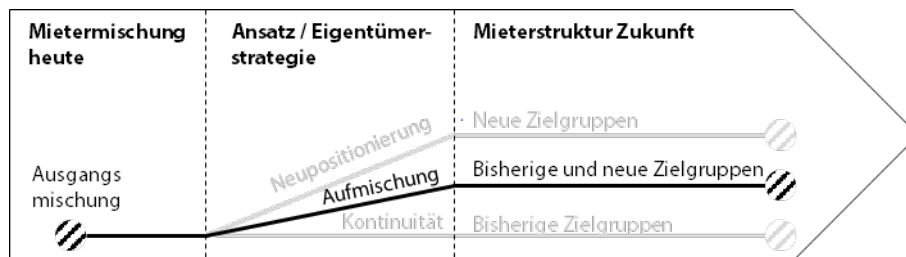 Mietermischung
heute
Ansatz / Eigentümer-
strategie
Mieterstruktur Zukunft
Neupositionierung
Neue Zielgruppen
Ausgangs
mischung
Aufmischung
Bisherige und neue Zielgruppen
Kontinuität
Bisherige Zielgruppen